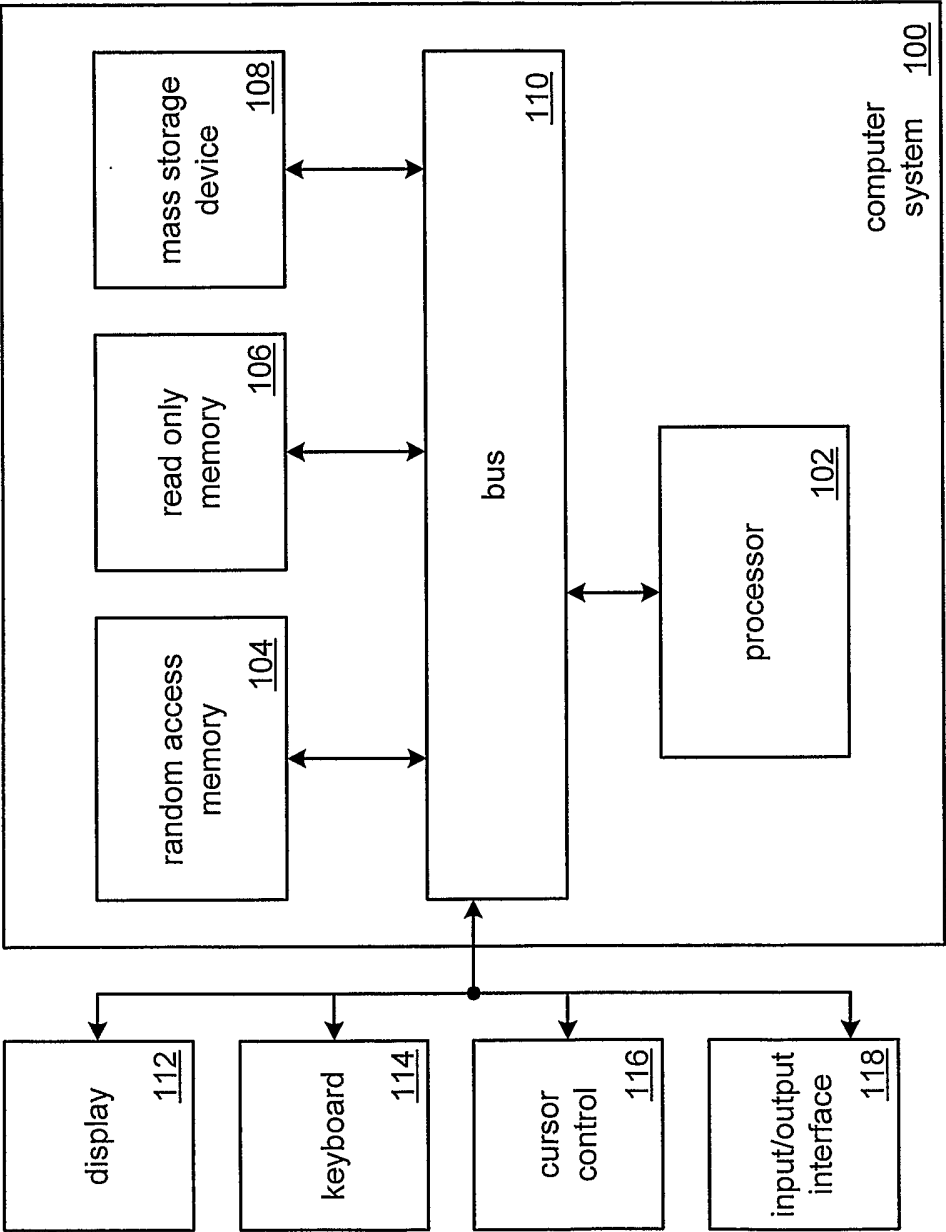 display
112
keyboard
114
cursor
control
116
input/output
interface
118
random access
memory
104
read only
memory
106
mass storage
device
108
bus
110
processor
102
computer
system
100